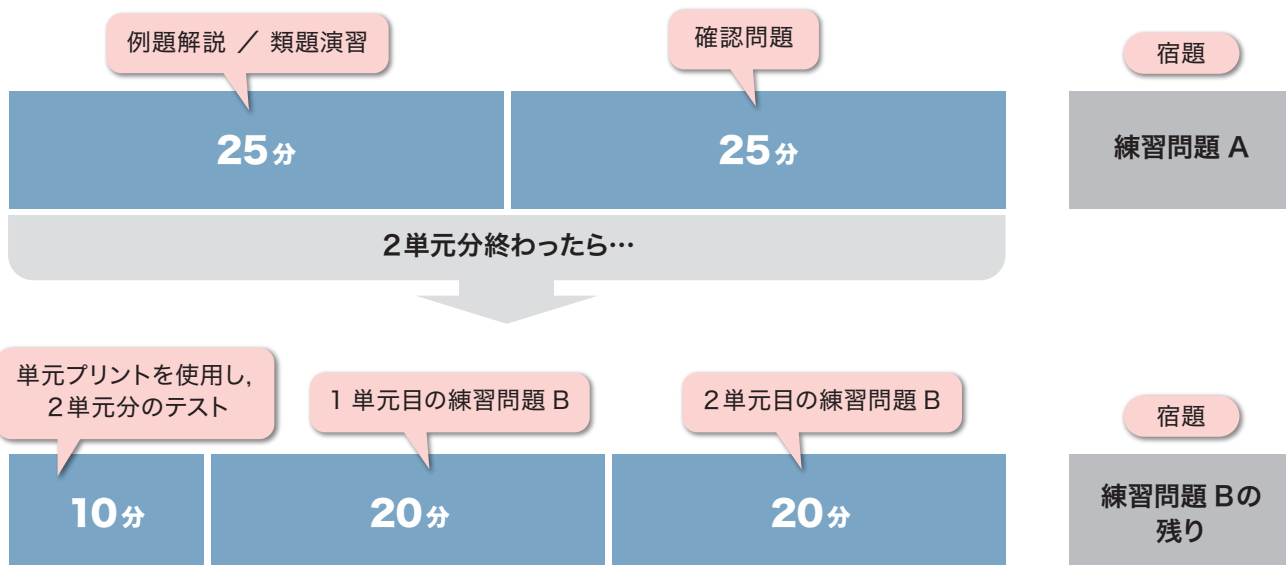 例題解説 ／ 類題演習
確認問題
宿題
25分
25分
練習問題 A
2単元分終わったら…
単元プリントを使用し,
2単元分のテスト
1 単元目の練習問題 B
2単元目の練習問題 B
宿題
10分
20分
20分
練習問題 Bの
残り